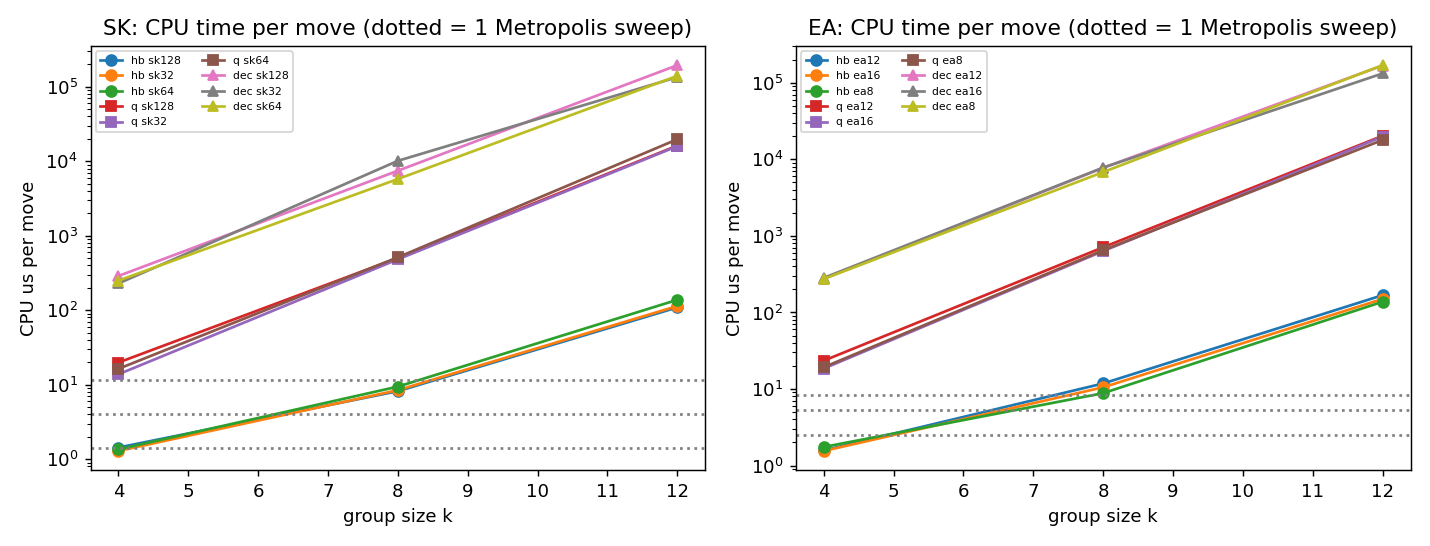 SK: CPU time per move (dotted = 1 Metropolis sweep)
CPU us per move
10^5
10^4
10^3
10^2
10^1
10^0
hb sk128
hb sk32
hb sk64
q sk128
q sk32
q sk64
dec sk128
dec sk32
dec sk64
4 5 6 7 8 9 10 11 12
group size k
EA: CPU time per move (dotted = 1 Metropolis sweep)
CPU us per move
10^5
10^4
10^3
10^2
10^1
10^0
hb ea12
hb ea16
hb ea8
q ea12
q ea16
q ea8
dec ea12
dec ea16
dec ea8
4 5 6 7 8 9 10 11 12
group size k